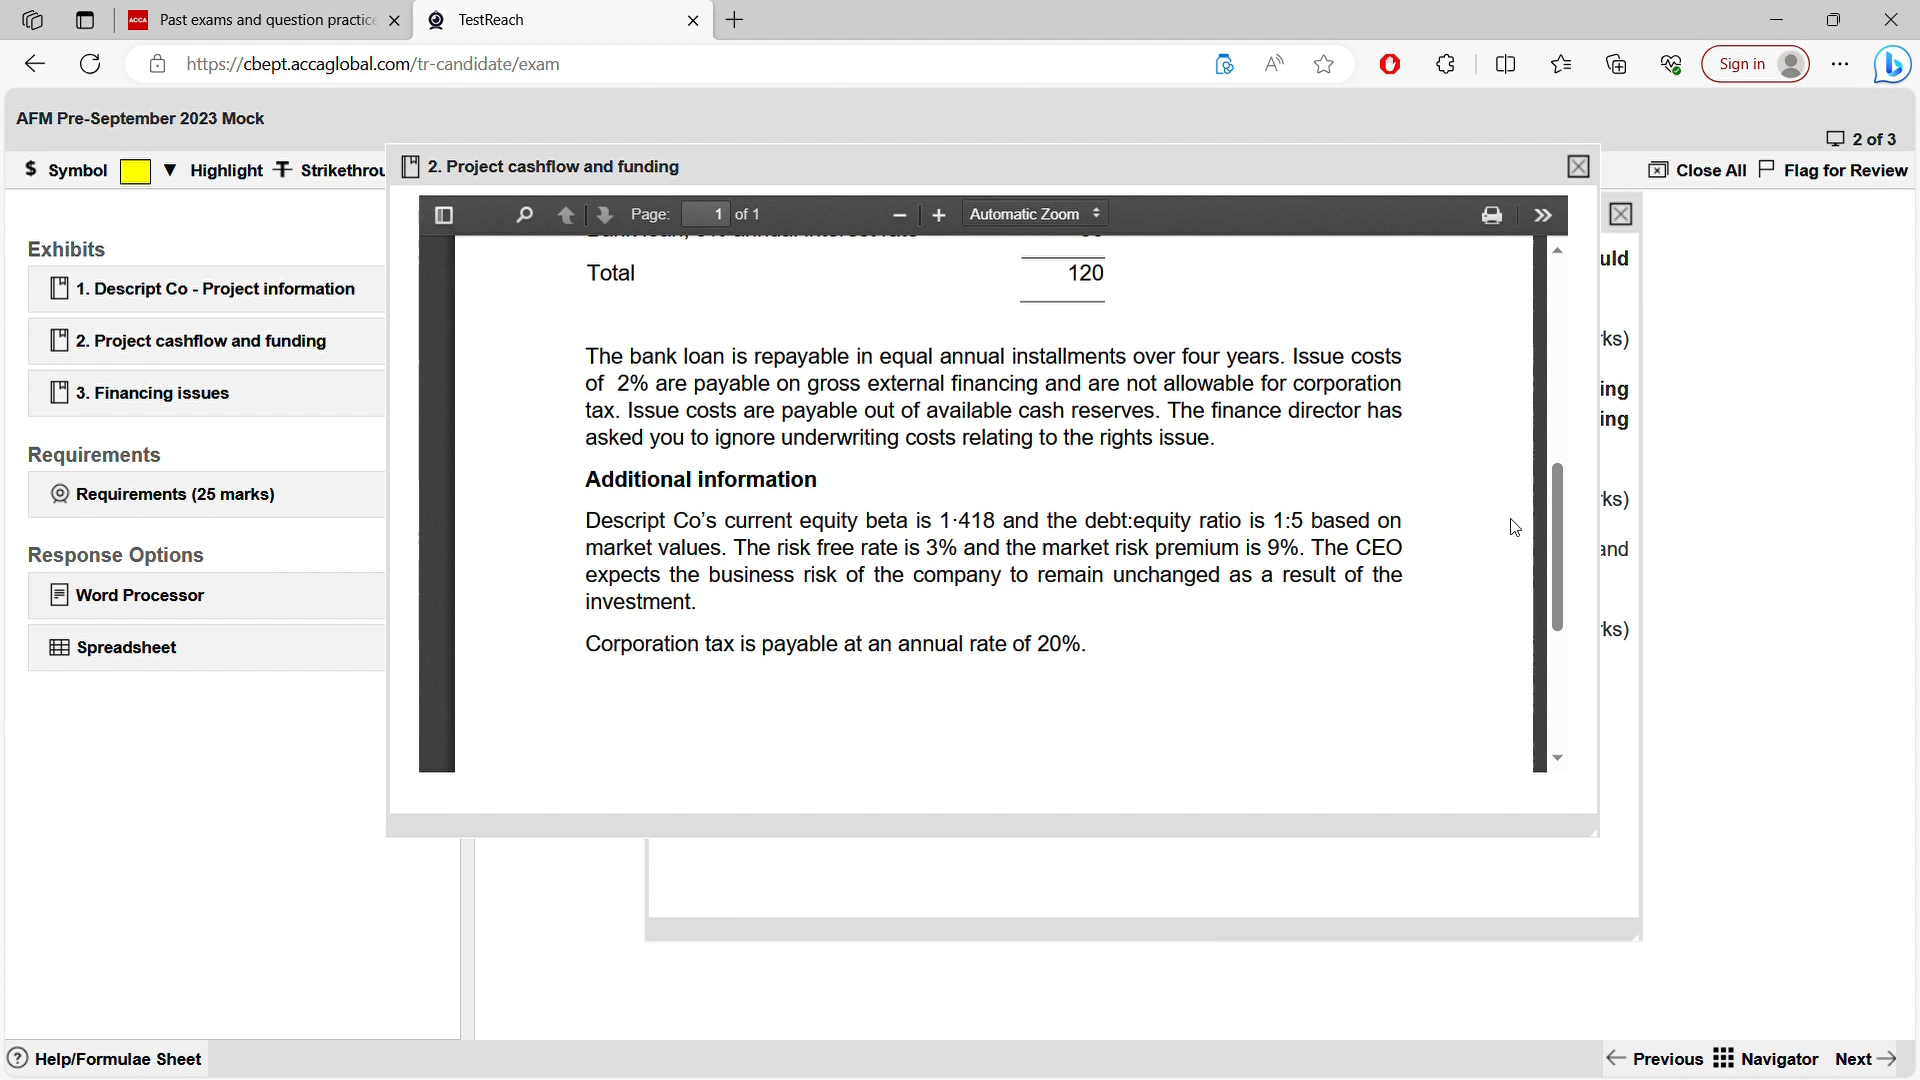 Past exams and question practice
TestReach
https://cbept.accaglobal.com/tr-candidate/exam
Sign in
AFM Pre-September 2023 Mock
2 of 3
$ Symbol
Highlight
Strikethrou
2. Project cashflow and funding
Close All
Flag for Review
Page: 1 of 1
Automatic Zoom
Exhibits
1. Descript Co - Project information
2. Project cashflow and funding
3. Financing issues
Requirements
Requirements (25 marks)
Response Options
Word Processor
Spreadsheet
Total 120
The bank loan is repayable in equal annual installments over four years. Issue costs
of 2% are payable on gross external financing and are not allowable for corporation
tax. Issue costs are payable out of available cash reserves. The finance director has
asked you to ignore underwriting costs relating to the rights issue.
Additional information
Descript Co's current equity beta is 1·418 and the debt:equity ratio is 1:5 based on
market values. The risk free rate is 3% and the market risk premium is 9%. The CEO
expects the business risk of the company to remain unchanged as a result of the
investment.
Corporation tax is payable at an annual rate of 20%.
uld
ks)
ing
ing
ks)
and
ks)
Help/Formulae Sheet
Previous
Navigator
Next